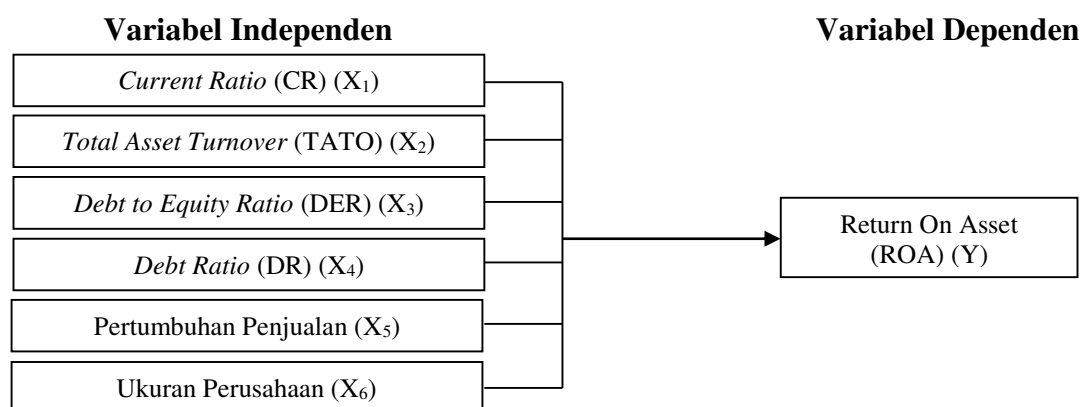 Variabel Independen
Variabel Dependen
Current Ratio (CR) (X₁)
Total Asset Turnover (TATO) (X₂)
Debt to Equity Ratio (DER) (X₃)
Debt Ratio (DR) (X₄)
Pertumbuhan Penjualan (X₅)
Ukuran Perusahaan (X₆)
Return On Asset
(ROA) (Y)